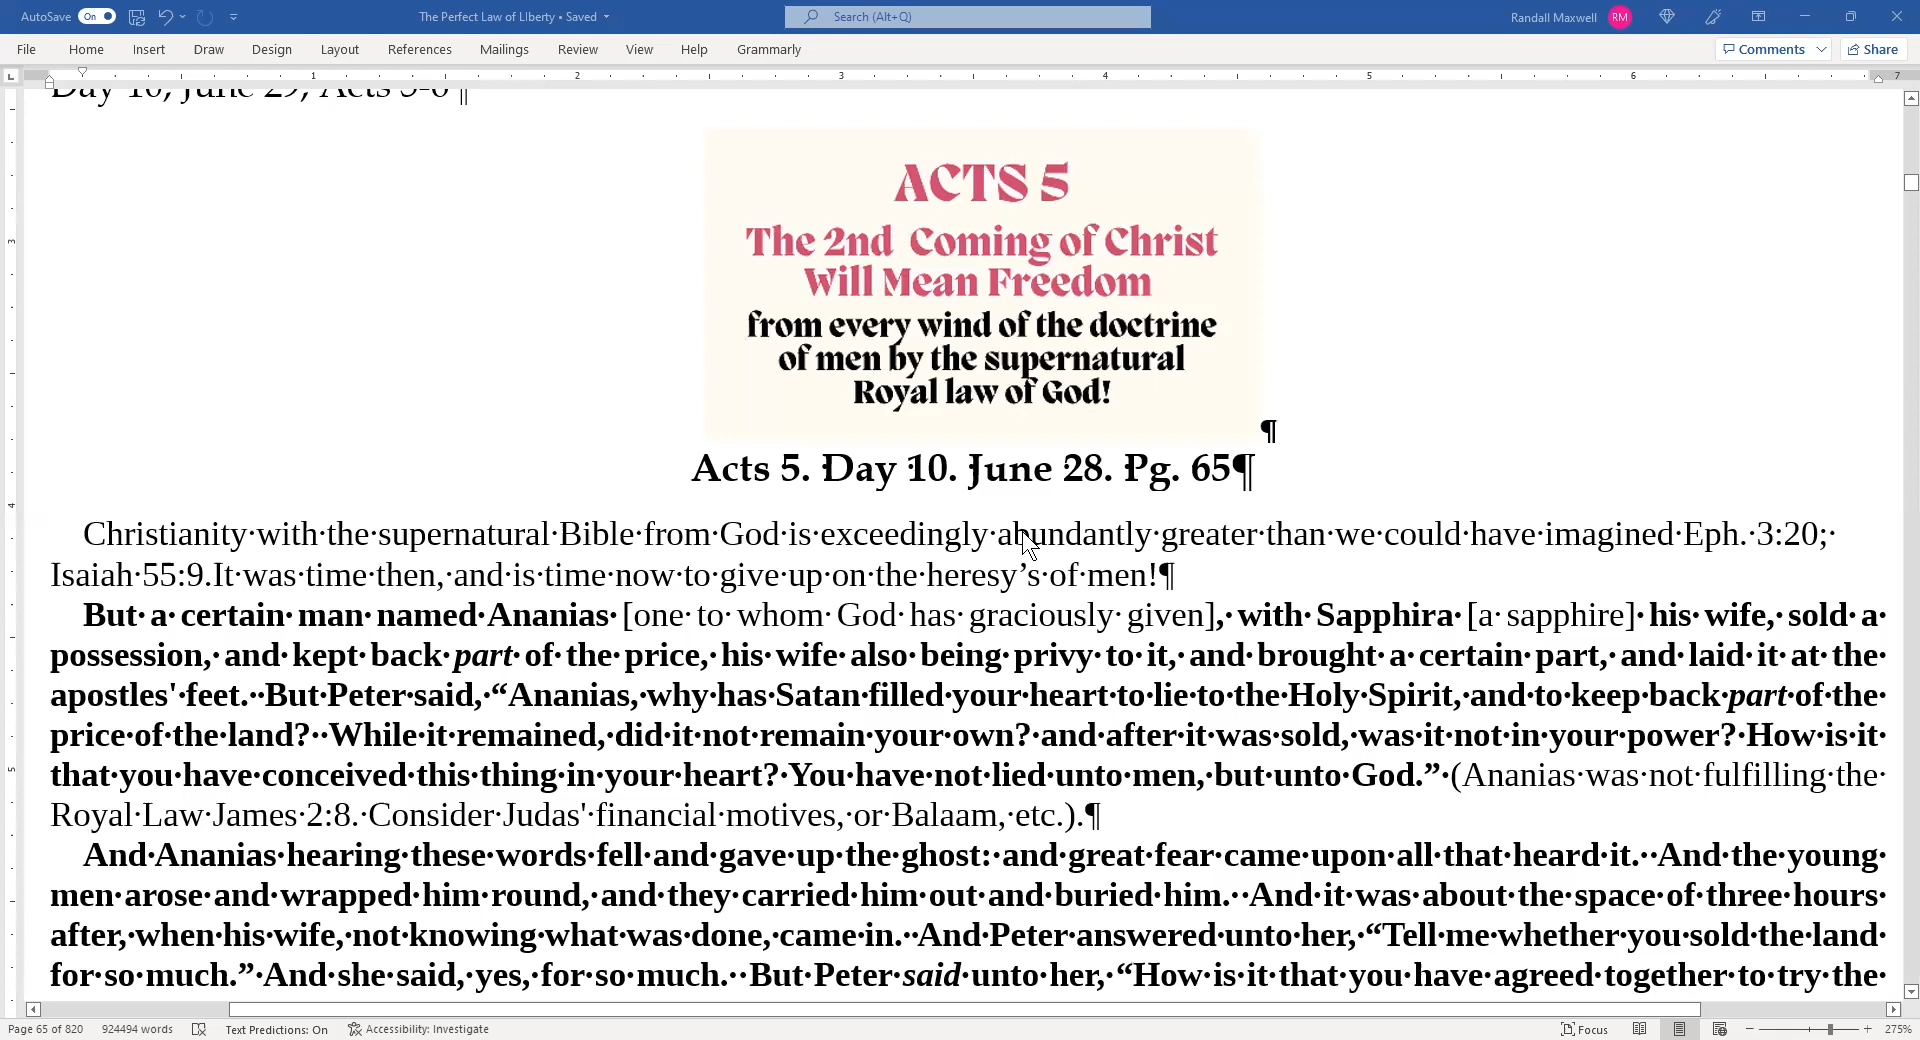 AutoSave On The Perfect Law of LIberty • Saved Search (Alt+Q) Randall Maxwell RM
File Home Insert Draw Design Layout References Mailings Review View Help Grammarly Comments Share
1 2 3 4 5 6 7
Day 10, June 29, Acts 5-6 ¶
ACTS 5
The 2nd Coming of Christ
Will Mean Freedom
from every wind of the doctrine
of men by the supernatural
Royal law of God!
¶
Acts 5. Day 10. June 28. Pg. 65¶
Christianity·with·the·supernatural·Bible·from·God·is·exceedingly·abundantly·greater·than·we·could·have·imagined·Eph.·3:20;·
Isaiah·55:9.It·was·time·then,·and·is·time·now·to·give·up·on·the·heresy’s·of·men!¶
But·a·certain·man·named·Ananias·[one·to·whom·God·has·graciously·given],·with·Sapphira·[a·sapphire]·his·wife,·sold·a·
possession,·and·kept·back·part·of·the·price,·his·wife·also·being·privy·to·it,·and·brought·a·certain·part,·and·laid·it·at·the·
apostles'·feet.··But·Peter·said,·“Ananias,·why·has·Satan·filled·your·heart·to·lie·to·the·Holy·Spirit,·and·to·keep·back·part·of·the·
price·of·the·land?··While·it·remained,·did·it·not·remain·your·own?·and·after·it·was·sold,·was·it·not·in·your·power?·How·is·it·
that·you·have·conceived·this·thing·in·your·heart?·You·have·not·lied·unto·men,·but·unto·God.”·(Ananias·was·not·fulfilling·the·
Royal·Law·James·2:8.·Consider·Judas'·financial·motives,·or·Balaam,·etc.).¶
And·Ananias·hearing·these·words·fell·and·gave·up·the·ghost:·and·great·fear·came·upon·all·that·heard·it.··And·the·young·
men·arose·and·wrapped·him·round,·and·they·carried·him·out·and·buried·him.··And·it·was·about·the·space·of·three·hours·
after,·when·his·wife,·not·knowing·what·was·done,·came·in.··And·Peter·answered·unto·her,·“Tell·me·whether·you·sold·the·land·
for·so·much.”·And·she·said,·yes,·for·so·much.··But·Peter·said·unto·her,·“How·is·it·that·you·have·agreed·together·to·try·the·
3
4
5
Page 65 of 820 924494 words Text Predictions: On Accessibility: Investigate Focus 275%